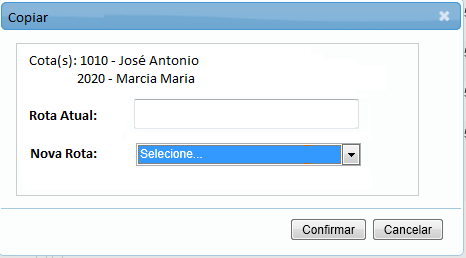 Copiar
Cota(s): 1010 - José Antonio
2020 - Marcia Maria
Rota Atual:
Nova Rota: Selecione...
Confirmar Cancelar